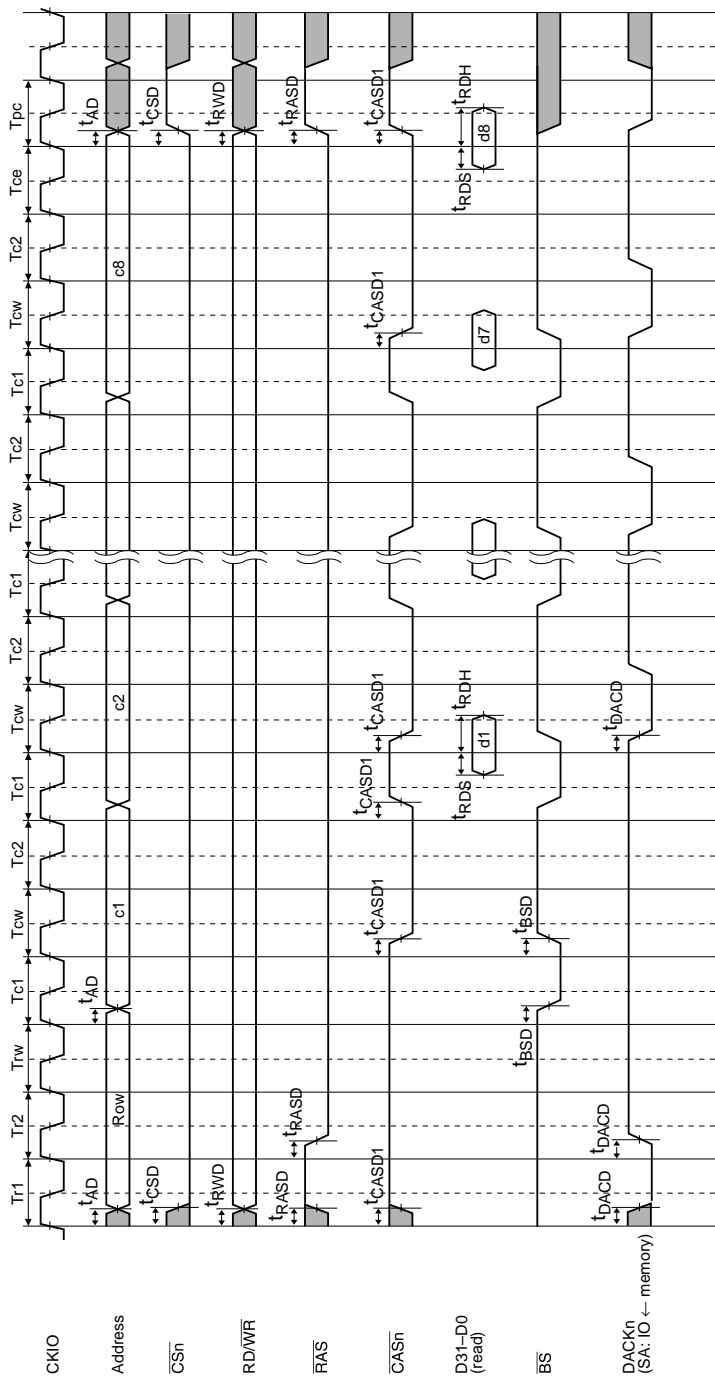 Tr1 Tr2 Trw Tc1 Tcw Tc2 Tc1 Tcw Tc2 Tc1 Tcw Tc2 Tc1 Tcw Tc2 Tce Tpc
CKIO
tAD tAD tAD
Address Row c1 c2 c8
tCSD tCSD
CSn
tRWD tRWD
RD/WR
tRASD tRASD tRASD
RAS
tCASD1 tCASD1 tCASD1 tCASD1 tCASD1 tCASD1
CASn
tRDS tRDH tRDS tRDH
D31–D0 d1 d7 d8
(read)
tBSD tBSD
BS
tDACD tDACD tDACD
DACKn
(SA: IO ← memory)